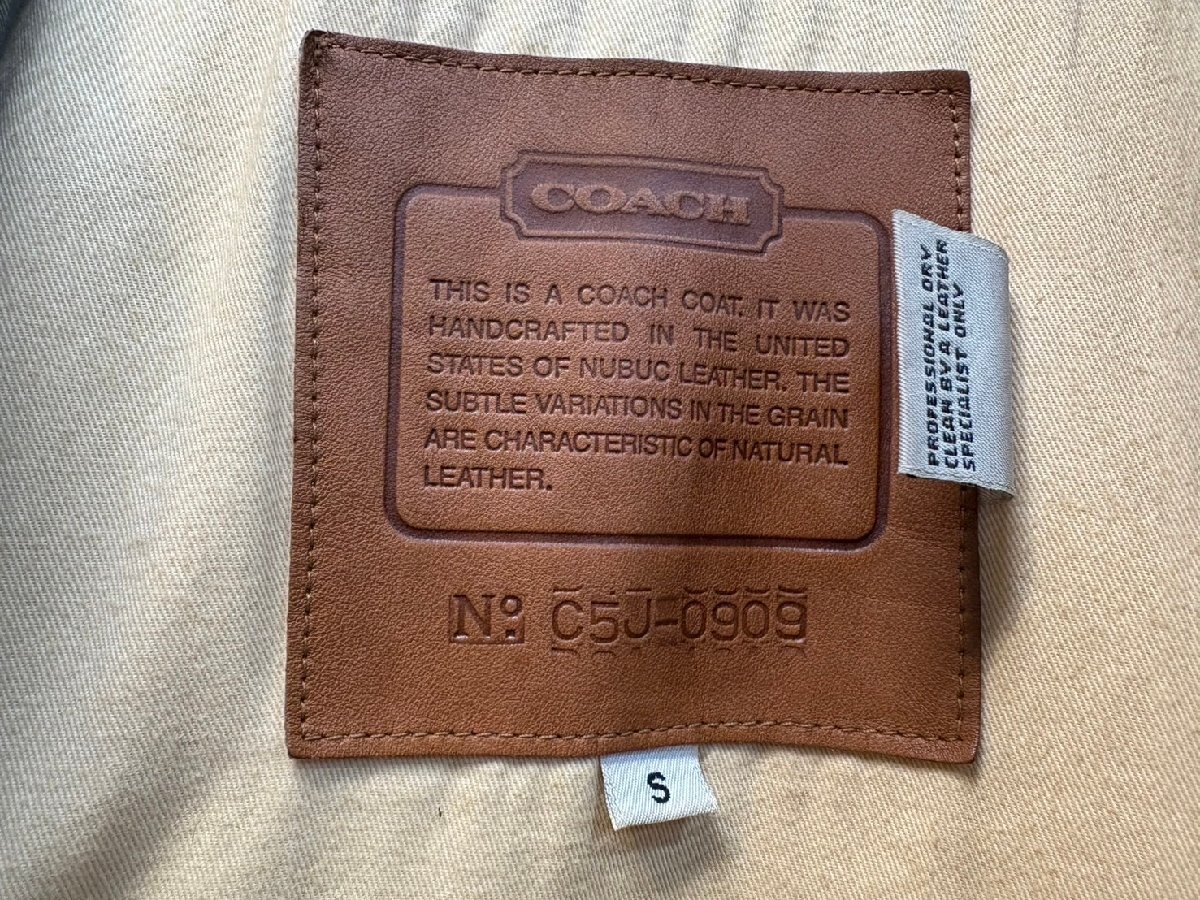 COACH
THIS IS A COACH COAT. IT WAS
HANDCRAFTED IN THE UNITED
STATES OF NUBUC LEATHER. THE
SUBTLE VARIATIONS IN THE GRAIN
ARE CHARACTERISTIC OF NATURAL
LEATHER.
No: C5J-0909
PROFESSIONAL DRY
CLEAN BY A LEATHER
SPECIALIST ONLY
S